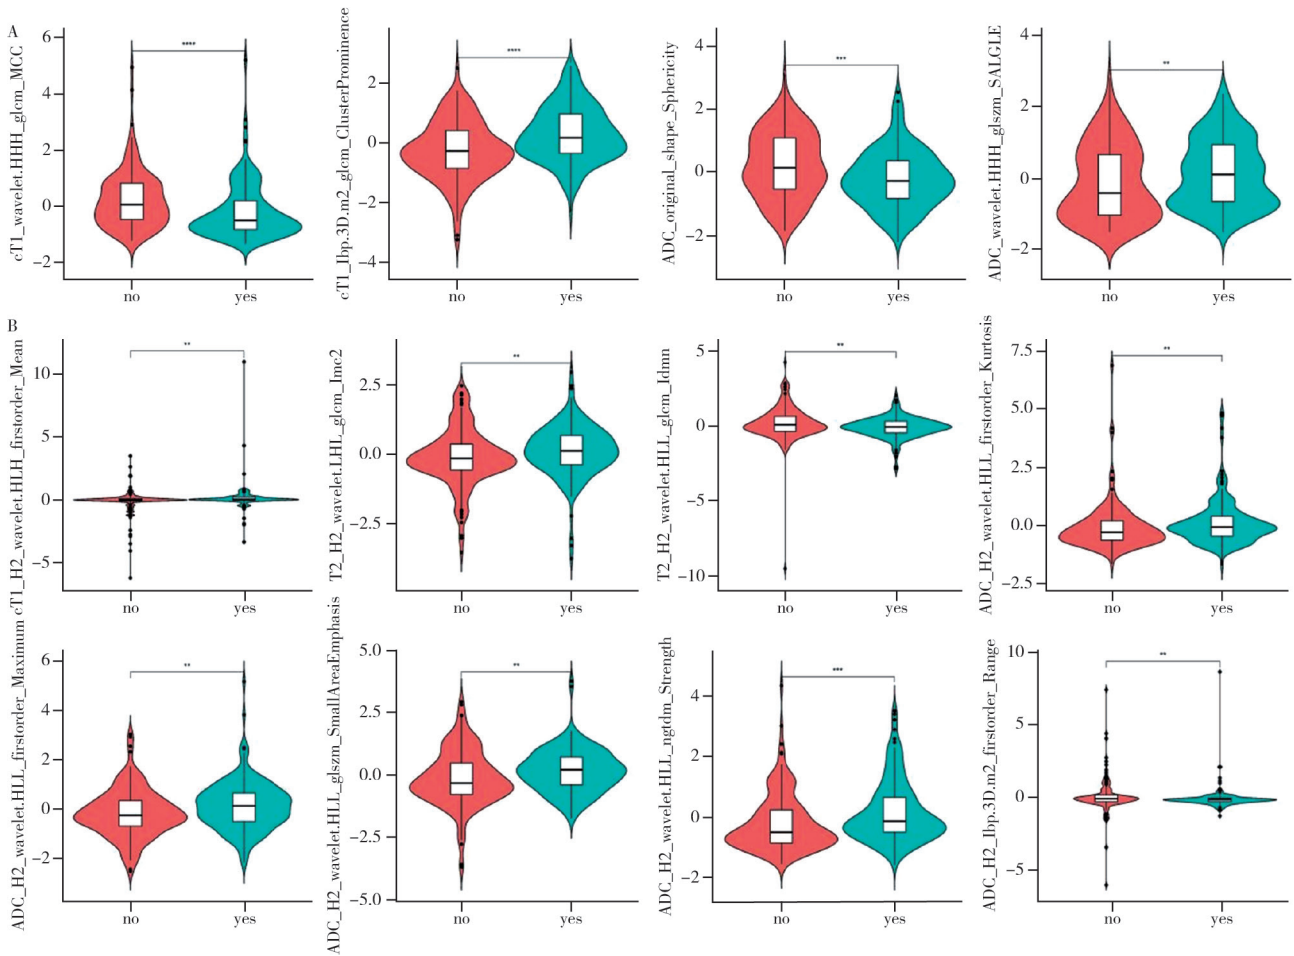 A
cT1_wavelet.HHH_glcm_MCC
6
4
2
0
−2
****
no
yes
cT1_lbp.3D.m2_glcm_ClusterProminence
2
0
−2
−4
****
no
yes
ADC_original_shape_Sphericity
4
2
0
−2
***
no
yes
ADC_wavelet.HHH_glszm_SALGLE
4
2
0
−2
**
no
yes
B
cT1_H2_wavelet.HLH_firstorder_Mean
10
5
0
−5
**
no
yes
T2_H2_wavelet.LHL_glcm_Imc2
2.5
0.0
−2.5
**
no
yes
T2_H2_wavelet.HLL_glcm_Idmn
5
0
−5
−10
**
no
yes
ADC_H2_wavelet.HLL_firstorder_Kurtosis
7.5
5.0
2.5
0.0
−2.5
**
no
yes
ADC_H2_wavelet.HLL_firstorder_Maximum
6
4
2
0
−2
**
no
yes
ADC_H2_wavelet.HLL_glszm_SmallAreaEmphasis
5.0
2.5
0.0
−2.5
−5.0
**
no
yes
ADC_H2_wavelet.HLL_ngtdm_Strength
4
2
0
−2
***
no
yes
ADC_H2_lbp.3D.m2_firstorder_Range
10
5
0
−5
**
no
yes